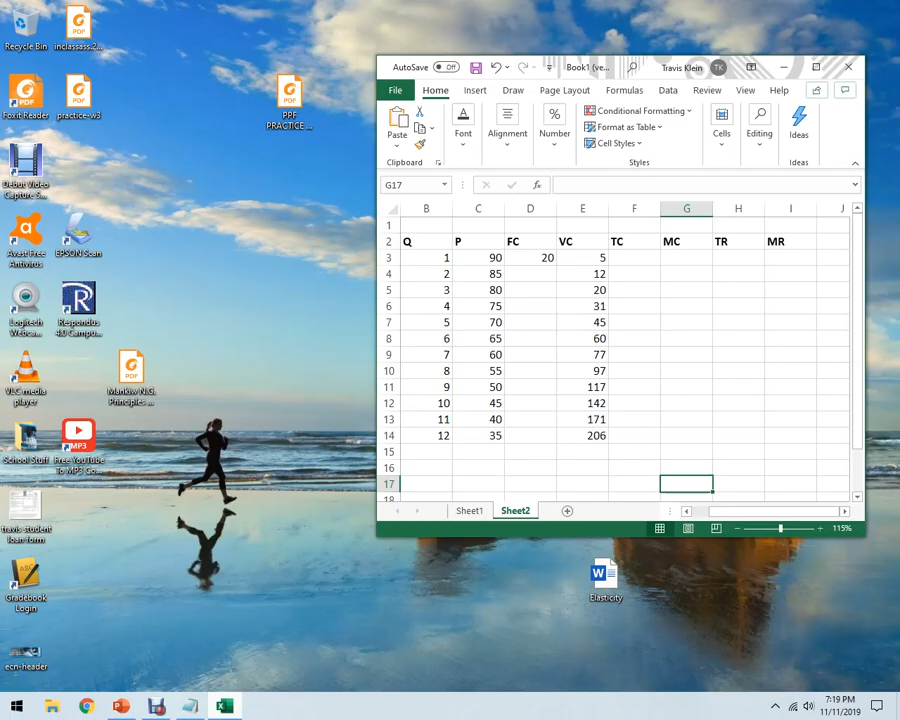 Recycle Bin
inclassass.2...
Foxit Reader
practice-w3
PPF
PRACTICE ...
Debut Video
Capture S...
Avast Free
Antivirus
EPSON Scan
Logitech
Webca...
Respondus
4.0 Campu...
VLC media
player
Mankiw N.G.
Principles ...
School Stuff
Free YouTube
To MP3 Co...
travis-student
loan form
Gradebook
Login
ecn-header
Elasticity
AutoSave Off Book1 (ve... Travis Klein TK
File Home Insert Draw Page Layout Formulas Data Review View Help
Paste Font Alignment Number Conditional Formatting Format as Table Cell Styles Cells Editing Ideas
Clipboard Styles Ideas
G17 fx
B C D E F G H I J
1
2 Q P FC VC TC MC TR MR
3 1 90 20 5
4 2 85 12
5 3 80 20
6 4 75 31
7 5 70 45
8 6 65 60
9 7 60 77
10 8 55 97
11 9 50 117
12 10 45 142
13 11 40 171
14 12 35 206
15
16
17
18
Sheet1 Sheet2
115%
7:19 PM
11/11/2019